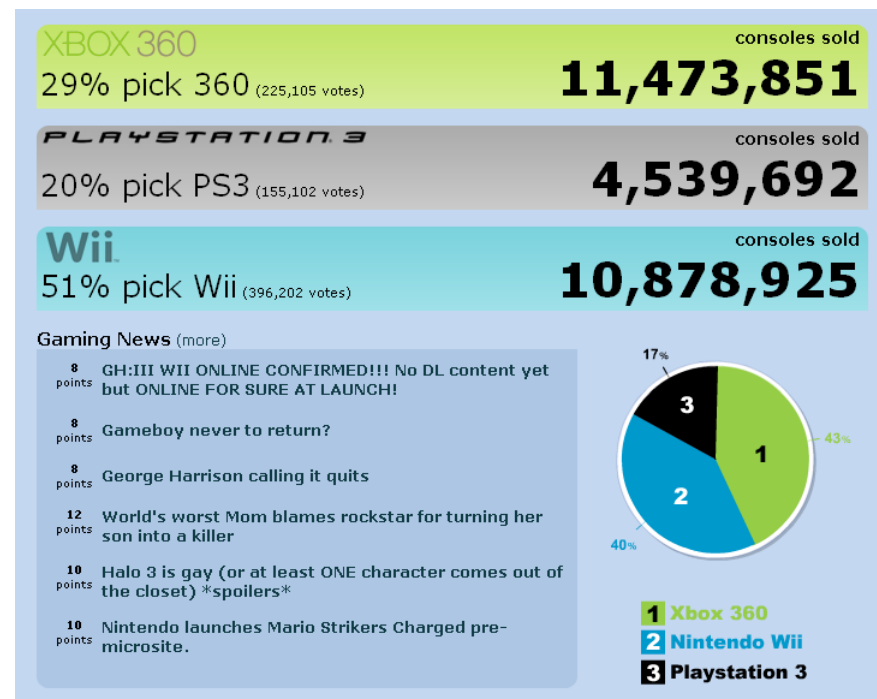 XBOX 360
consoles sold
29% pick 360 (225,105 votes)
11,473,851
PLAYSTATION 3
consoles sold
20% pick PS3 (155,102 votes)
4,539,692
Wii
consoles sold
51% pick Wii (396,202 votes)
10,878,925
Gaming News (more)
8 points
GH:III WII ONLINE CONFIRMED!!! No DL content yet
but ONLINE FOR SURE AT LAUNCH!
8 points
Gameboy never to return?
8 points
George Harrison calling it quits
12 points
World's worst Mom blames rockstar for turning her
son into a killer
10 points
Halo 3 is gay (or at least ONE character comes out of
the closet) *spoilers*
10 points
Nintendo launches Mario Strikers Charged pre-
microsite.
17%
3
1
43%
2
40%
1 Xbox 360
2 Nintendo Wii
3 Playstation 3